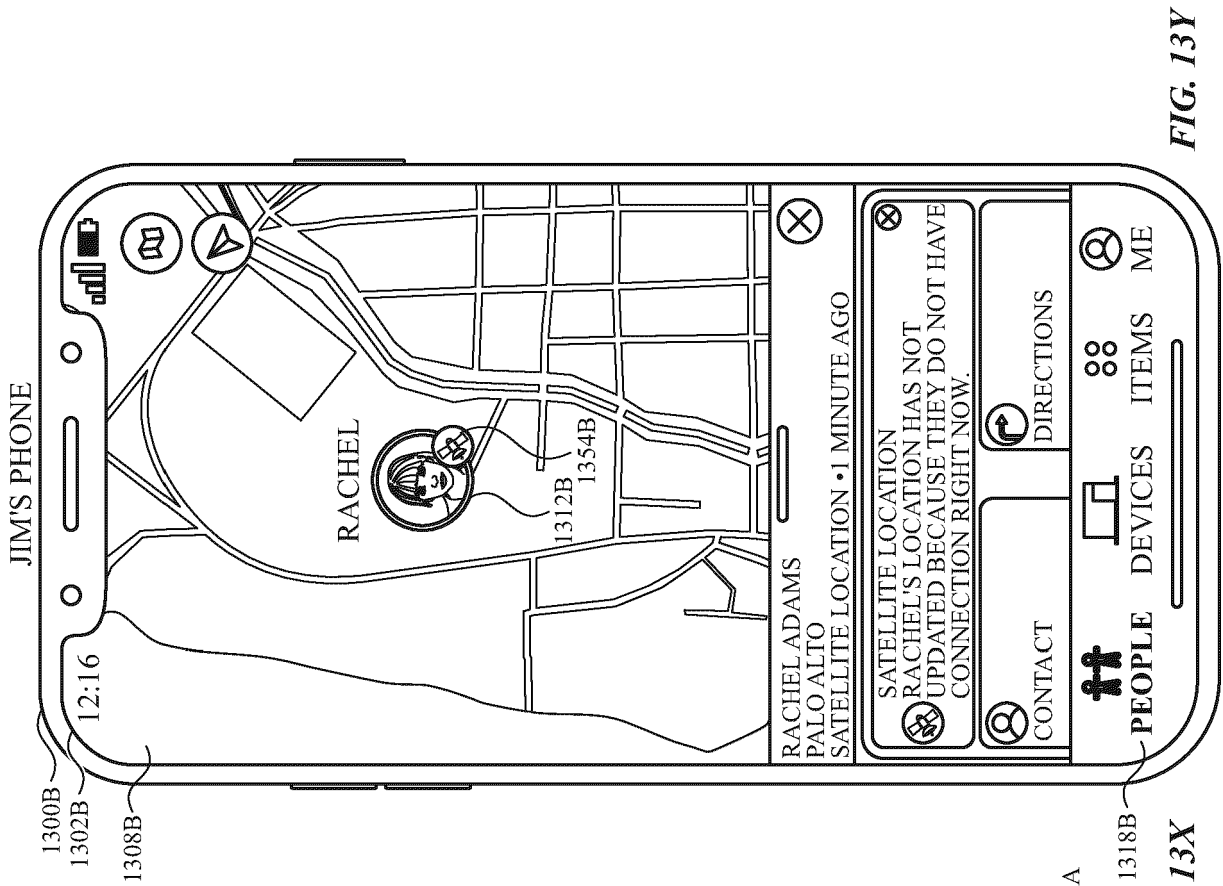 JIM'S PHONE
1300B
1302B
1308B
12:16
RACHEL
1312B
1354B
RACHEL ADAMS
PALO ALTO
SATELLITE LOCATION • 1 MINUTE AGO
SATELLITE LOCATION
RACHEL'S LOCATION HAS NOT
UPDATED BECAUSE THEY DO NOT HAVE
CONNECTION RIGHT NOW.
CONTACT
DIRECTIONS
A
1318B
PEOPLE
DEVICES
ITEMS
ME
13X
FIG. 13Y